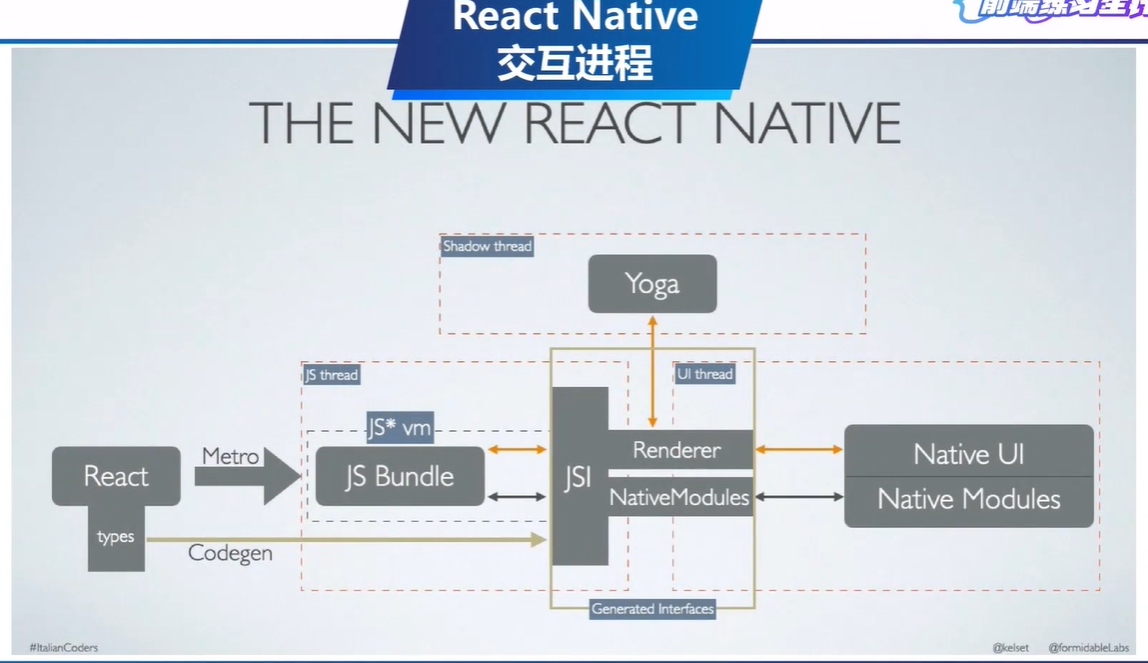 React Native
交互进程
THE NEW REACT NATIVE
Shadow thread
Yoga
JS thread
UI thread
JS* vm
Metro
React
JS Bundle
JSI
Renderer
Native UI
NativeModules
Native Modules
types
Codegen
Generated Interfaces
#ItalianCoders
@kelset
@formidableLabs